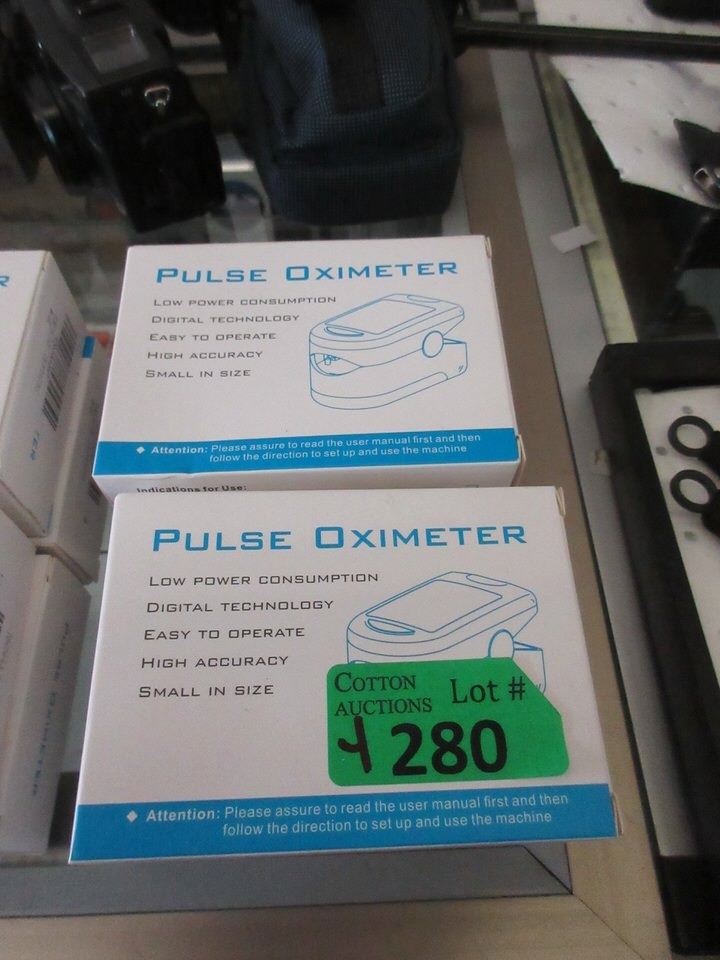 R
PULSE OXIMETER
LOW POWER CONSUMPTION
DIGITAL TECHNOLOGY
EASY TO OPERATE
HIGH ACCURACY
SMALL IN SIZE
◆ Attention: Please assure to read the user manual first and then
follow the direction to set up and use the machine
Indications for Use:
PULSE OXIMETER
LOW POWER CONSUMPTION
DIGITAL TECHNOLOGY
EASY TO OPERATE
HIGH ACCURACY
SMALL IN SIZE
COTTON
AUCTIONS
Lot #
4 280
◆ Attention: Please assure to read the user manual first and then
follow the direction to set up and use the machine
TER
PULSE OXIMETER